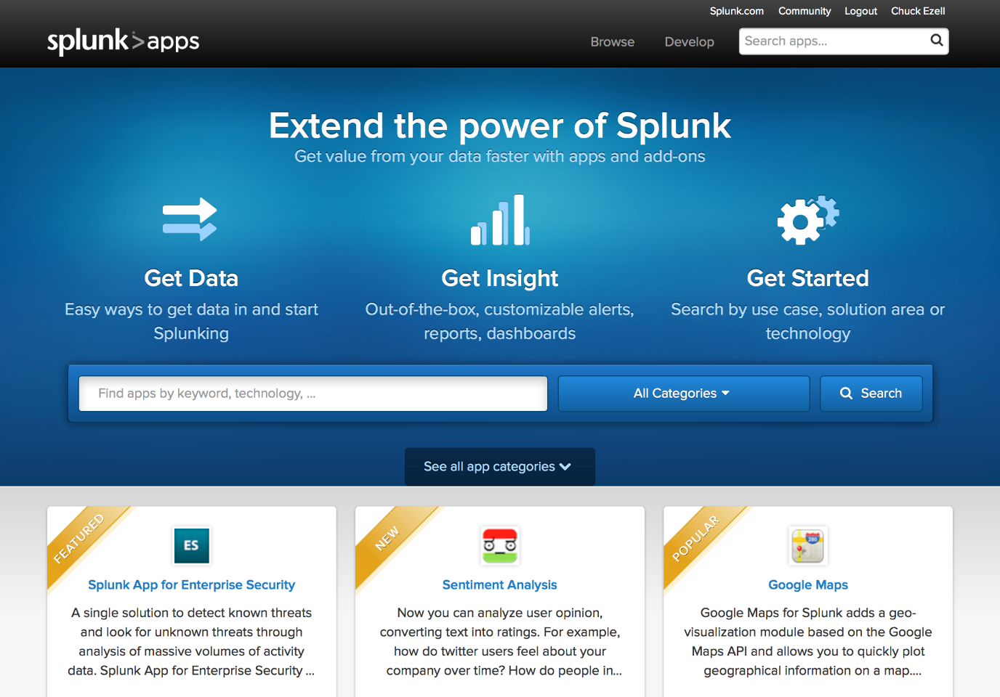 Splunk.com Community Logout Chuck Ezell
splunk>apps
Browse Develop Search apps...
Extend the power of Splunk
Get value from your data faster with apps and add-ons
Get Data
Easy ways to get data in and start
Splunking
Get Insight
Out-of-the-box, customizable alerts,
reports, dashboards
Get Started
Search by use case, solution area or
technology
Find apps by keyword, technology, ...
All Categories
Search
See all app categories
FEATURED
ES
Splunk App for Enterprise Security
A single solution to detect known threats
and look for unknown threats through
analysis of massive volumes of activity
data. Splunk App for Enterprise Security ...
NEW
Sentiment Analysis
Now you can analyze user opinion,
converting text into ratings. For example,
how do twitter users feel about your
company over time? How do people in...
POPULAR
280
Google Maps
Google Maps for Splunk adds a geo-
visualization module based on the Google
Maps API and allows you to quickly plot
geographical information on a map....